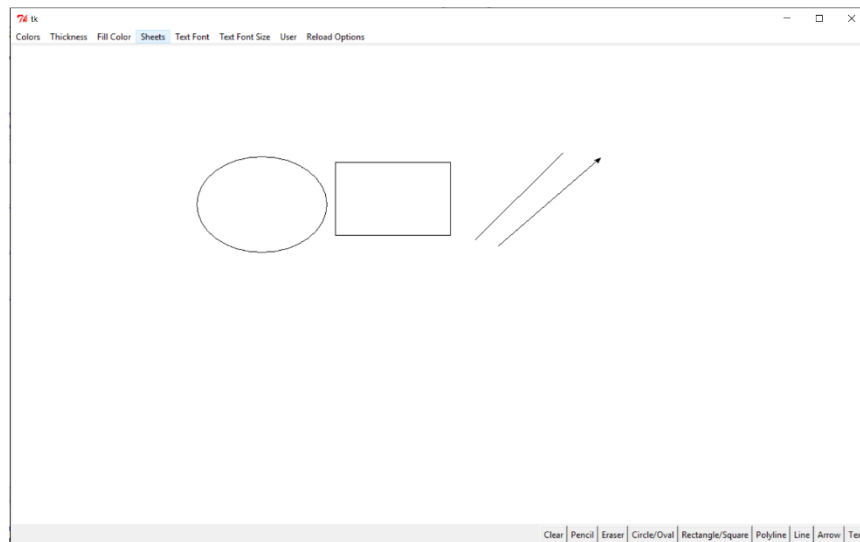 tk
Colors Thickness Fill Color Sheets Text Font Text Font Size User Reload Options
Clear Pencil Eraser Circle/Oval Rectangle/Square Polyline Line Arrow